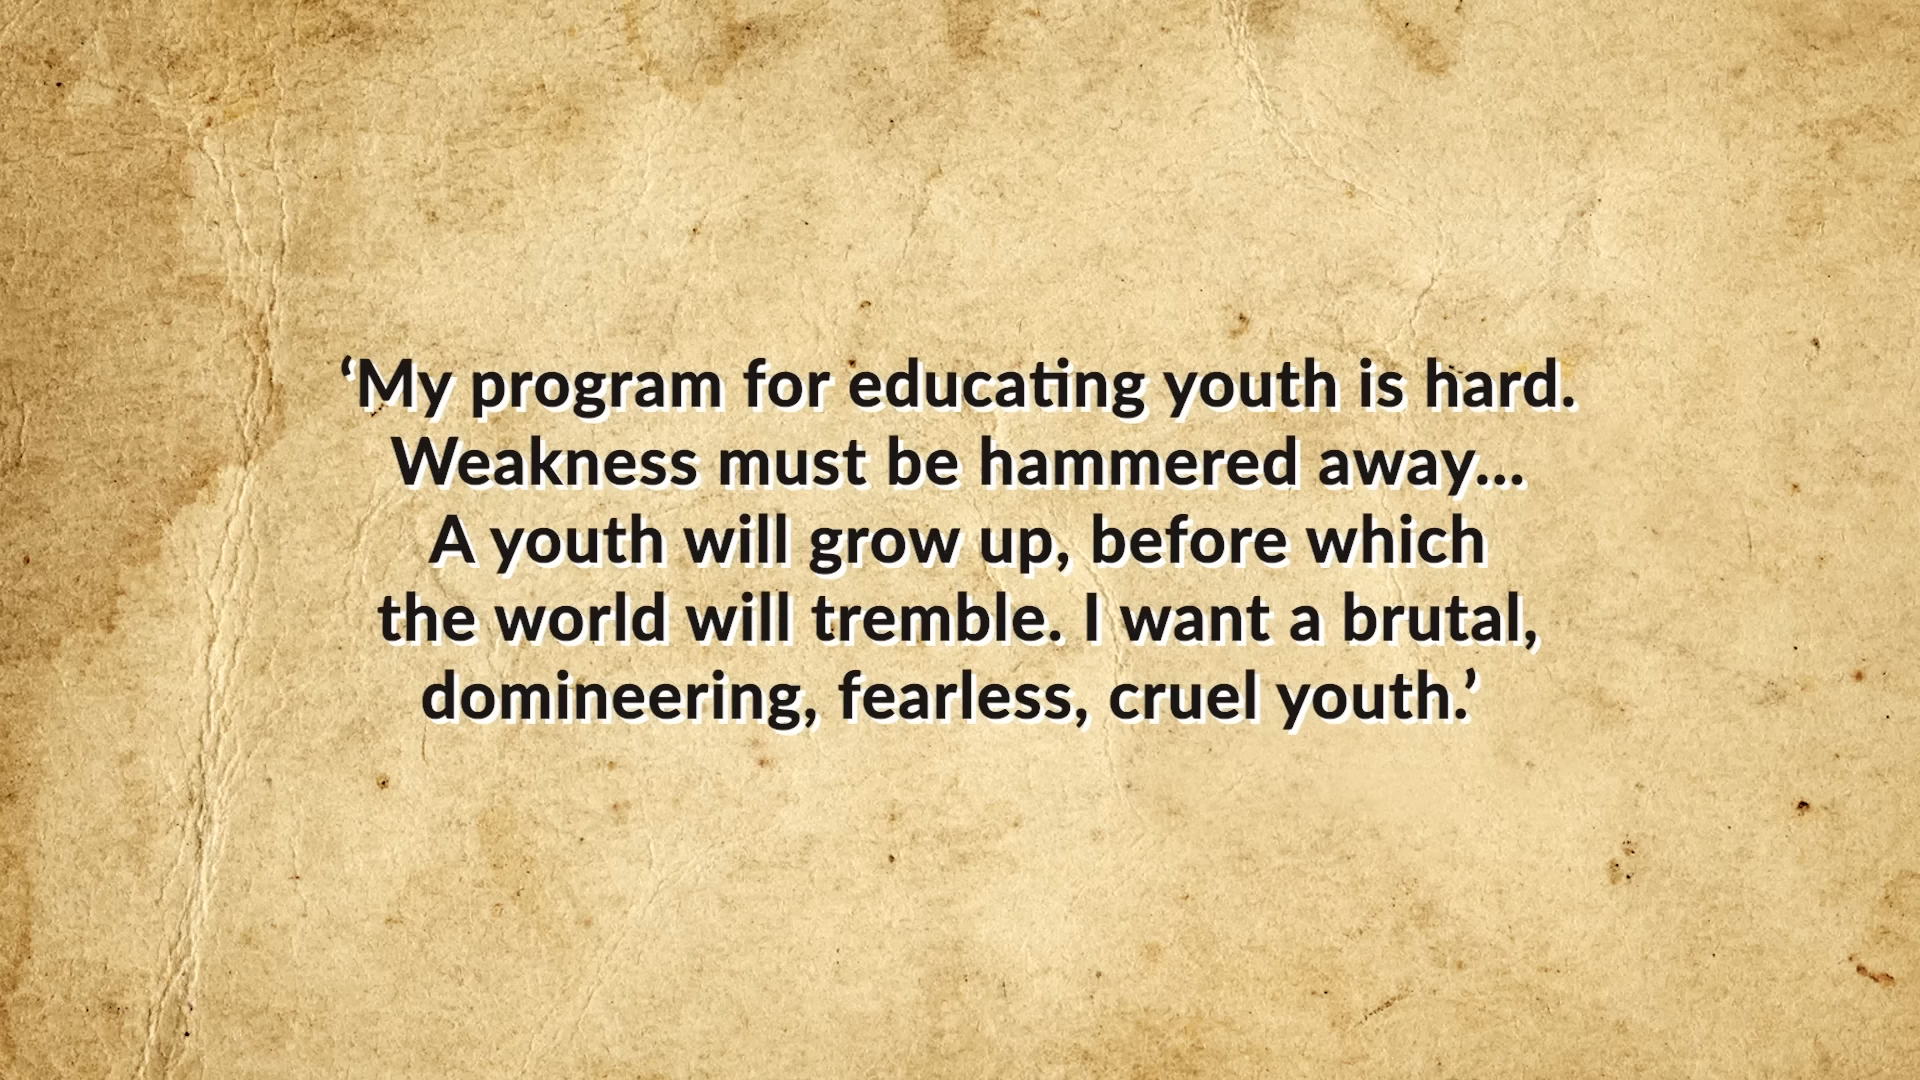 ‘My program for educating youth is hard.
Weakness must be hammered away...
A youth will grow up, before which
the world will tremble. I want a brutal,
domineering, fearless, cruel youth.’